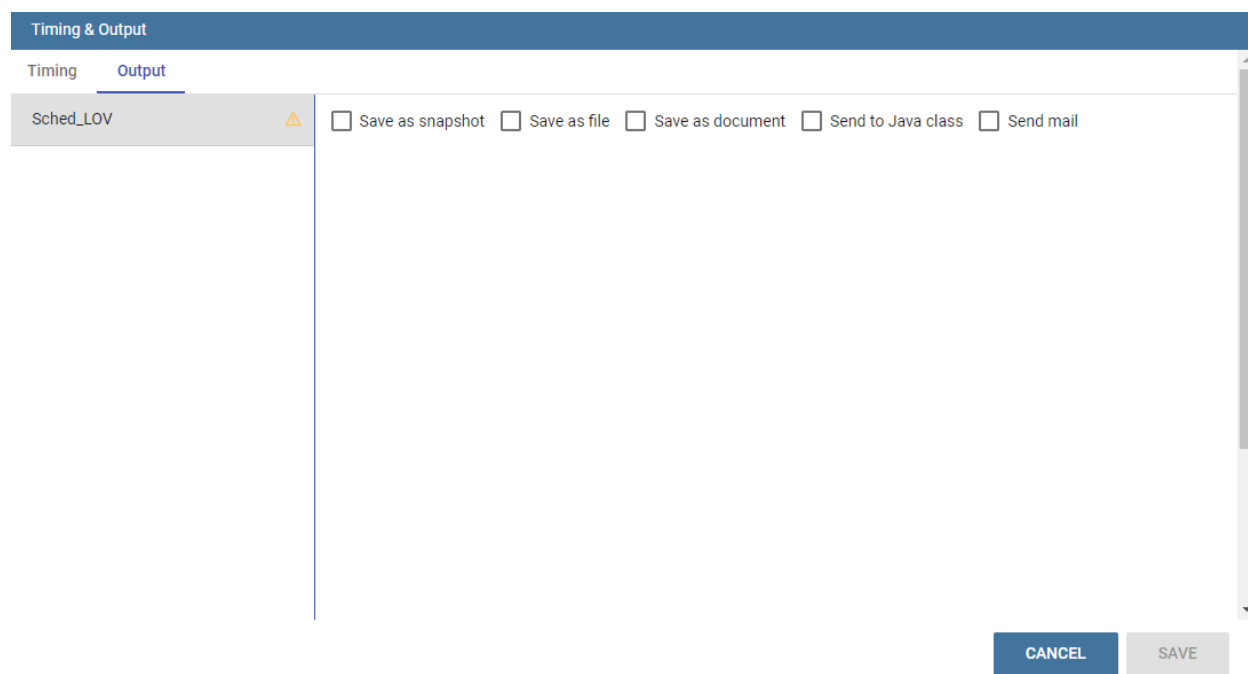 Timing & Output
Timing Output
Sched_LOV
Save as snapshot Save as file Save as document Send to Java class Send mail
CANCEL SAVE